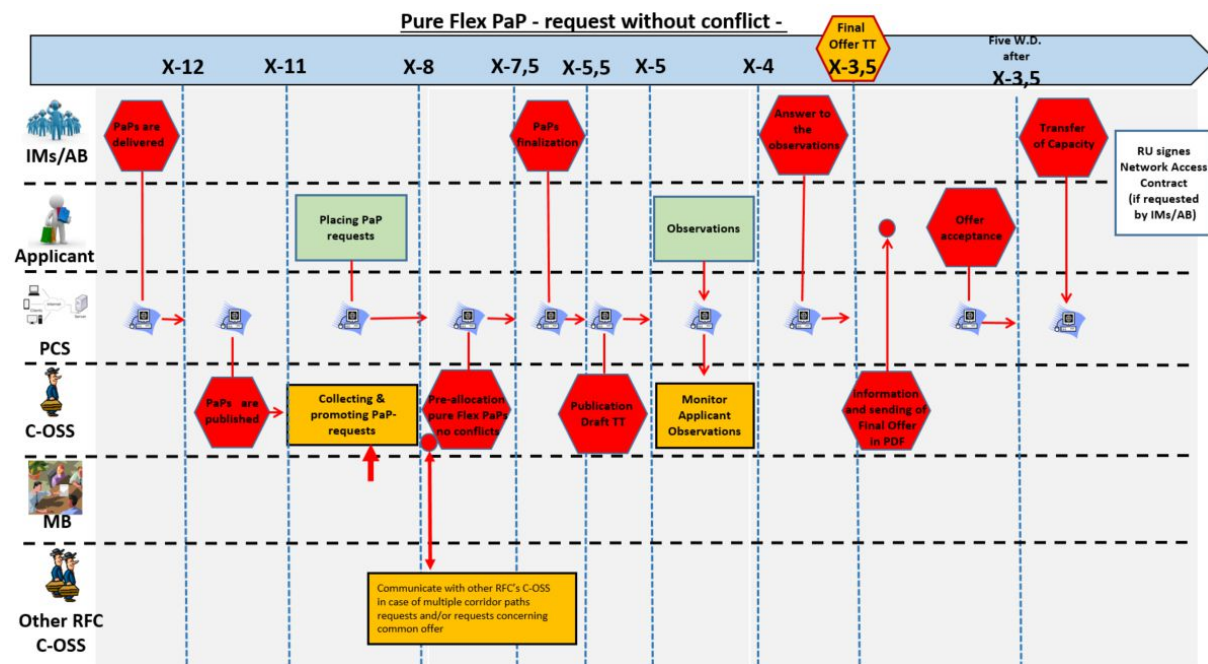 Pure Flex PaP - request without conflict -
X-12
X-11
X-8
X-7,5
X-5,5
X-5
X-4
Final
Offer TT
X-3,5
Five W.D.
after
X-3,5
IMs/AB
PaPs are
delivered
PaPs
finalization
Answer to
the
observations
Transfer
of Capacity
RU signes
Network Access
Contract
(if requested
by IMs/AB)
Applicant
Placing PaP
requests
Observations
Offer
acceptance
Internet
Server
PCS
C-OSS
PaPs are
published
Collecting &
promoting PaP-
requests
Pre-allocation
pure Flex PaPs
no conflicts
Publication
Draft TT
Monitor
Applicant
Observations
Information
and sending of
Final Offer
in PDF
MB
Other RFC
C-OSS
Communicate with other RFC's C-OSS
in case of multiple corridor paths
requests and/or requests concerning
common offer